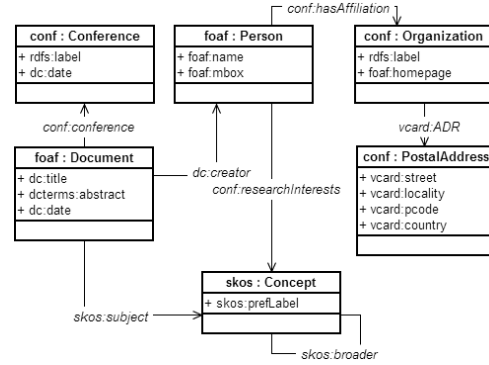 conf:hasAffiliation
conf : Conference
+ rdfs:label
+ dc:date
foaf : Person
+ foaf:name
+ foaf:mbox
conf : Organization
+ rdfs:label
+ foaf:homepage
conf:conference
vcard:ADR
foaf : Document
+ dc:title
+ dcterms:abstract
+ dc:date
dc:creator
conf:researchInterests
conf : PostalAddress
+ vcard:street
+ vcard:locality
+ vcard:pcode
+ vcard:country
skos : Concept
+ skos:prefLabel
skos:subject
skos:broader